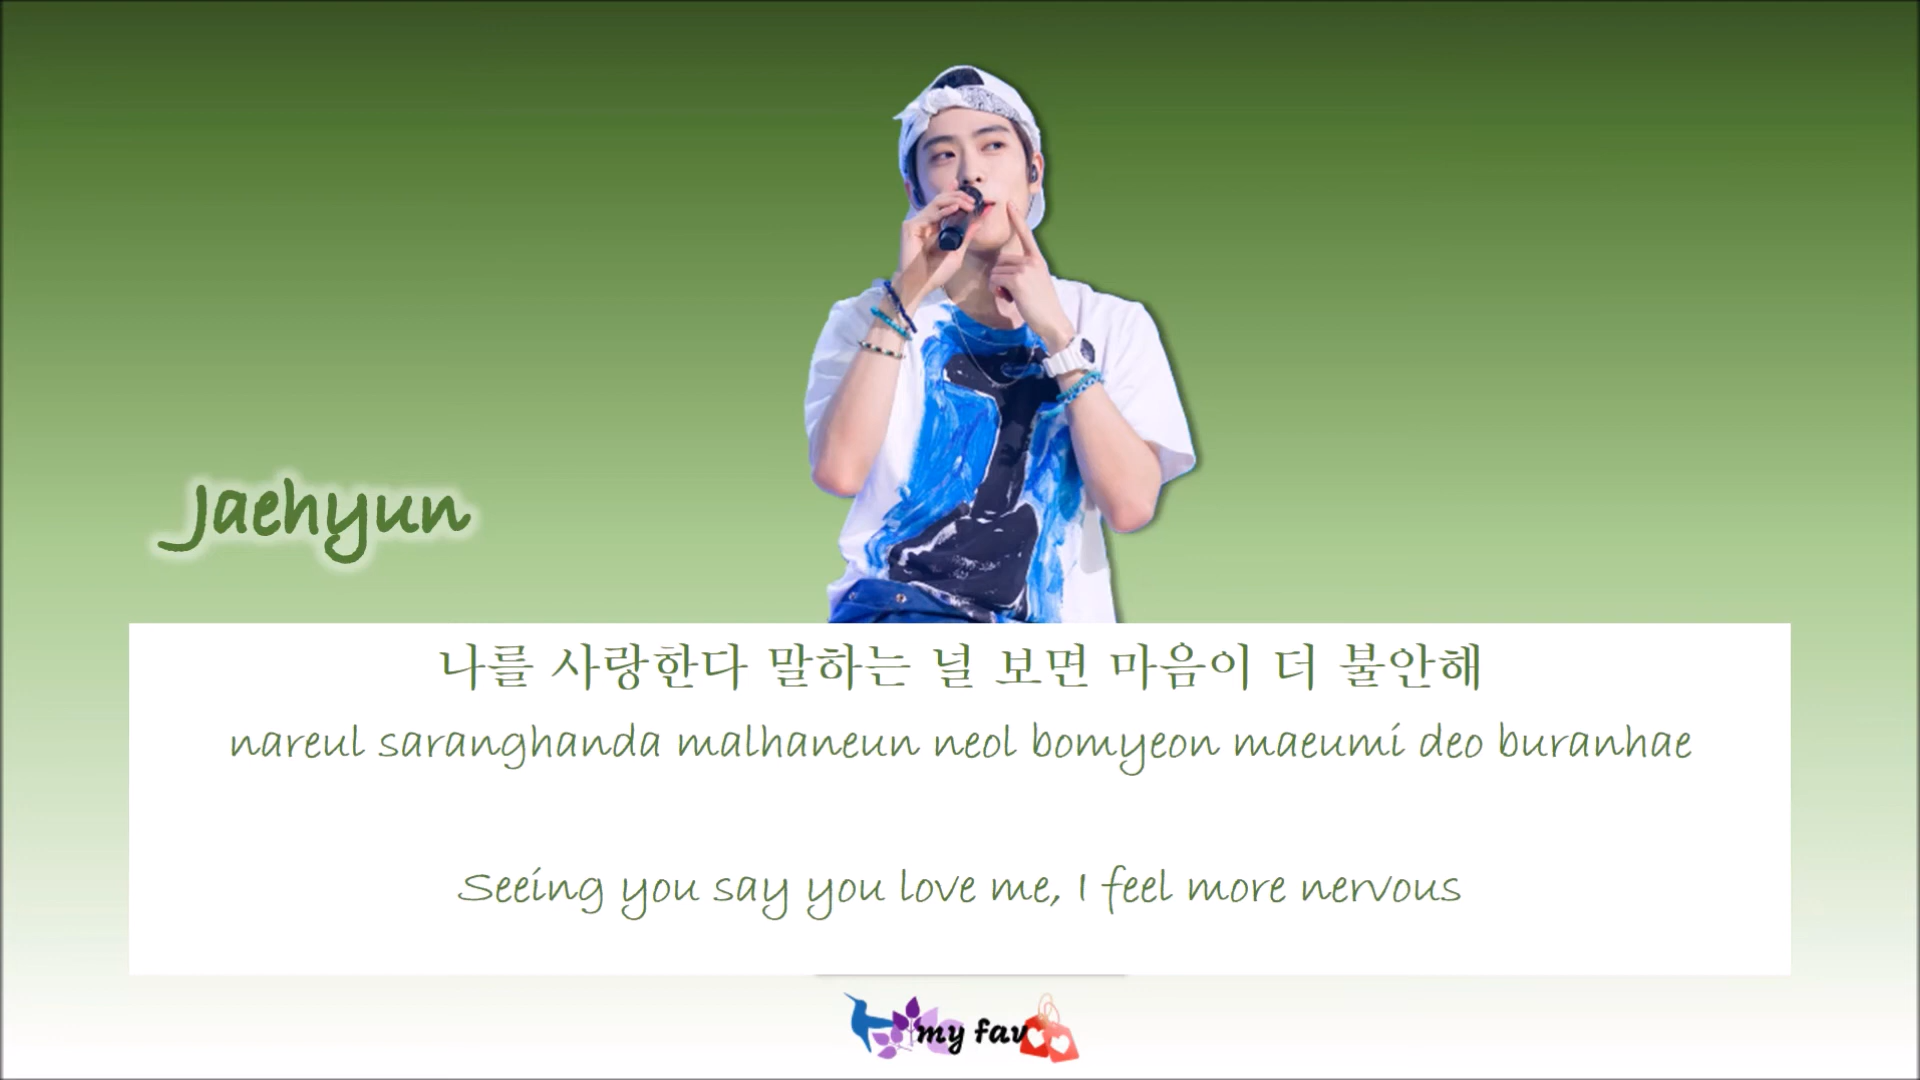 Jaehyun
나를 사랑한다 말하는 널 보면 마음이 더 불안해
nareul saranghanda malhaneun neol bomyeon maeumi deo buranhae
Seeing you say you love me, I feel more nervous
my fav